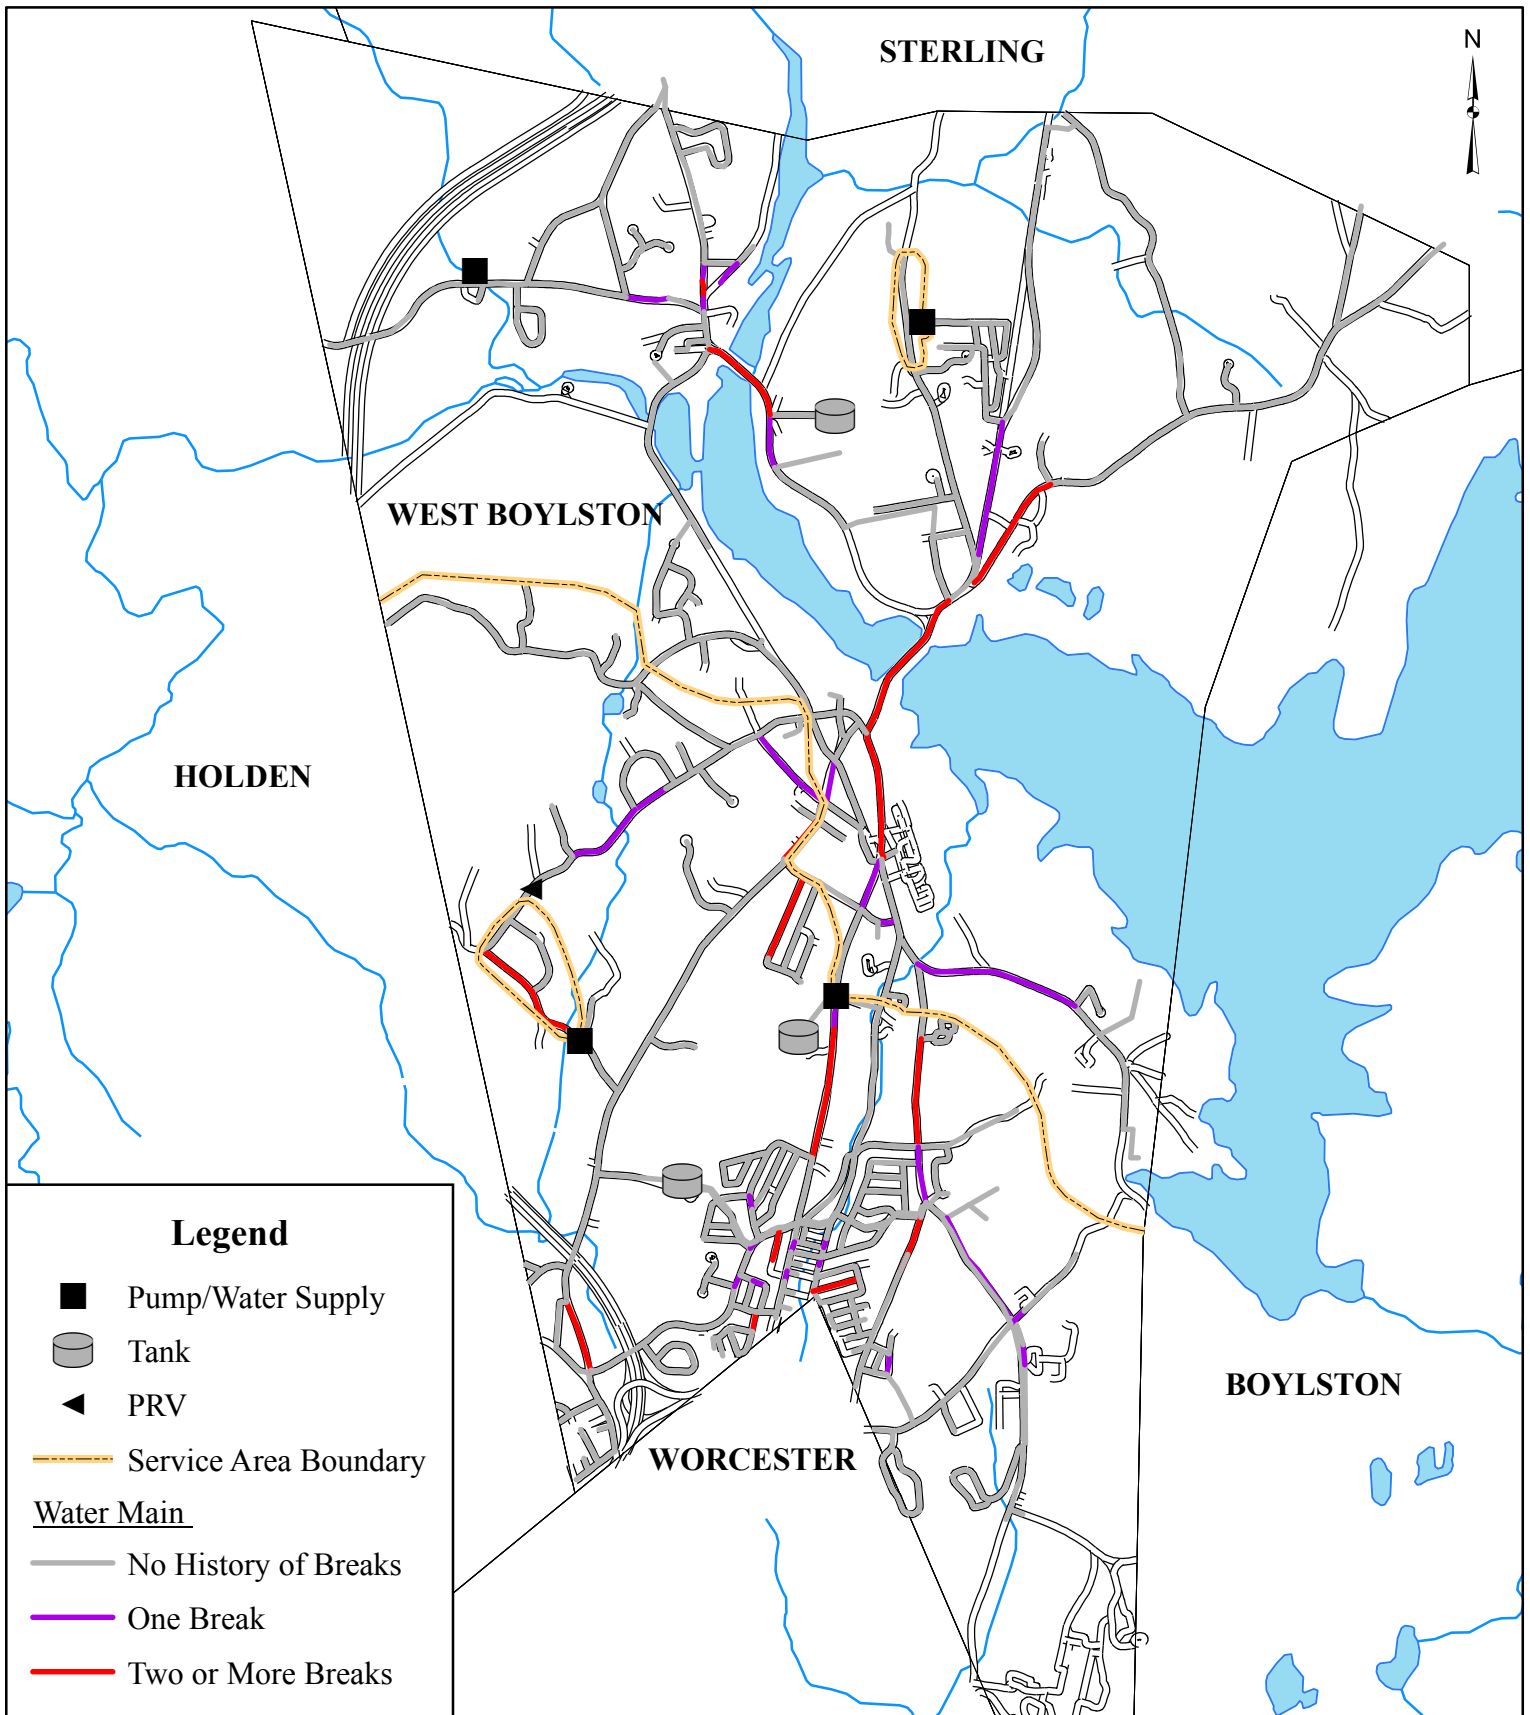 STERLING
N
WEST BOYLSTON
HOLDEN
BOYLSTON
WORCESTER
Legend
Pump/Water Supply
Tank
PRV
Service Area Boundary
Water Main
No History of Breaks
One Break
Two or More Breaks